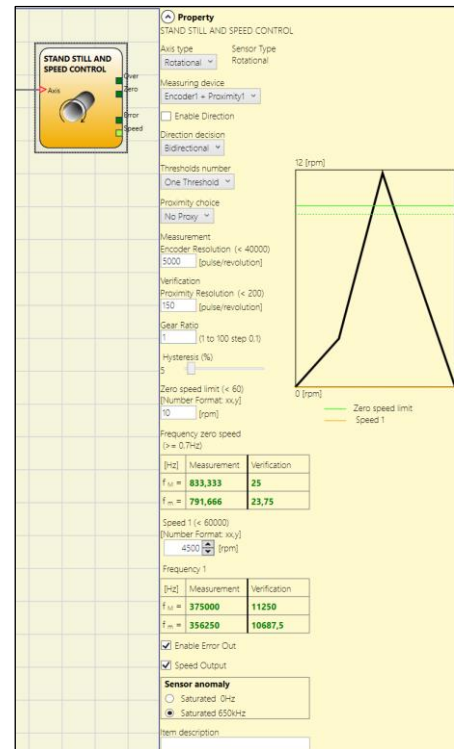 STAND STILL AND
SPEED CONTROL
Axis
Over
Zero
Error
Speed
Property
STAND STILL AND SPEED CONTROL
Axis type Sensor Type
Rotational Rotational
Measuring device
Encoder1 + Proximity1
Enable Direction
Direction decision
Bidirectional
Thresholds number
One Threshold
Proximity choice
No Proxy
Measurement
Encoder Resolution (< 40000)
5000 [pulse/revolution]
Verification
Proximity Resolution (< 200)
150 [pulse/revolution]
Gear Ratio
1 (1 to 100 step 0.1)
Hysteresis (%)
5
Zero speed limit (< 60)
[Number Format: xx,y]
10 [rpm]
Frequency zero speed
(>= 0.7Hz)
[Hz] Measurement Verification
f M = 833,333 25
f m = 791,666 23,75
Speed 1 (< 60000)
[Number Format: xx,y]
4500 [rpm]
Frequency 1
[Hz] Measurement Verification
f M = 375000 11250
f m = 356250 10687,5
Enable Error Out
Speed Output
Sensor anomaly
Saturated 0Hz
Saturated 650kHz
Item description
12 [rpm]
0 [rpm]
Zero speed limit
Speed 1